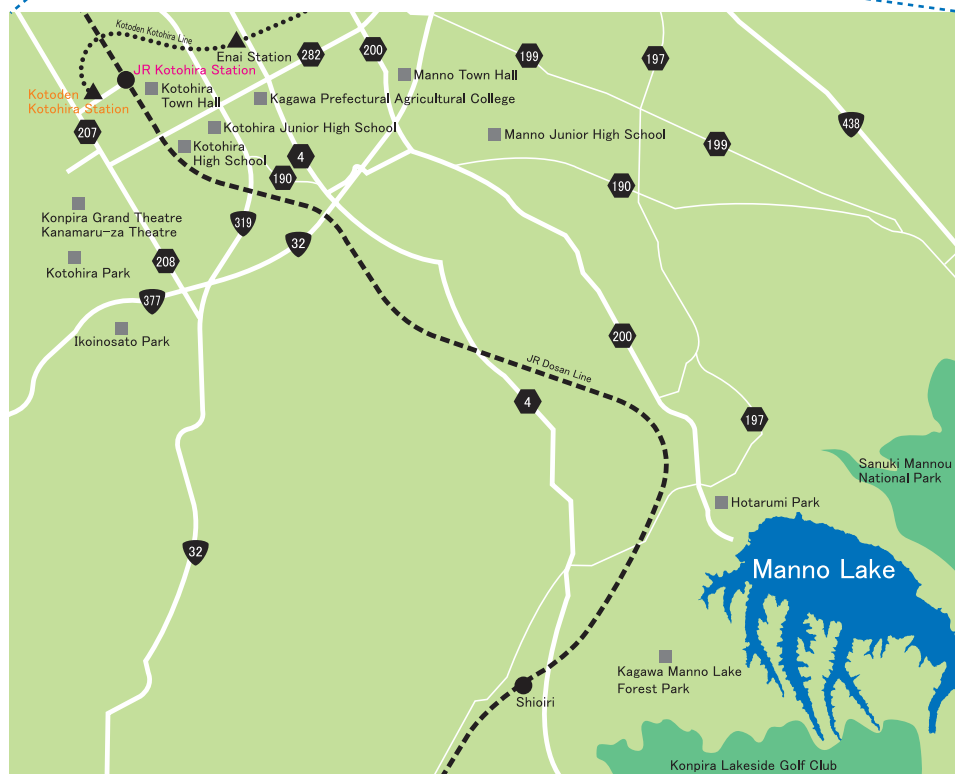 Kotoden Kotohira Line
Enai Station
JR Kotohira Station
282
200
199
197
438
Manno Town Hall
Kotohira
Town Hall
Kagawa Prefectural Agricultural College
Kotoden
Kotohira Station
207
Kotohira Junior High School
Manno Junior High School
199
Kotohira
High School
4
190
190
Konpira Grand Theatre
Kanamaru-za Theatre
319
32
Kotohira Park
208
377
Ikoinosato Park
200
JR Dosan Line
4
197
Sanuki Mannou
National Park
Hotarumi Park
32
Manno Lake
Kagawa Manno Lake
Forest Park
Shioiri
Konpira Lakeside Golf Club